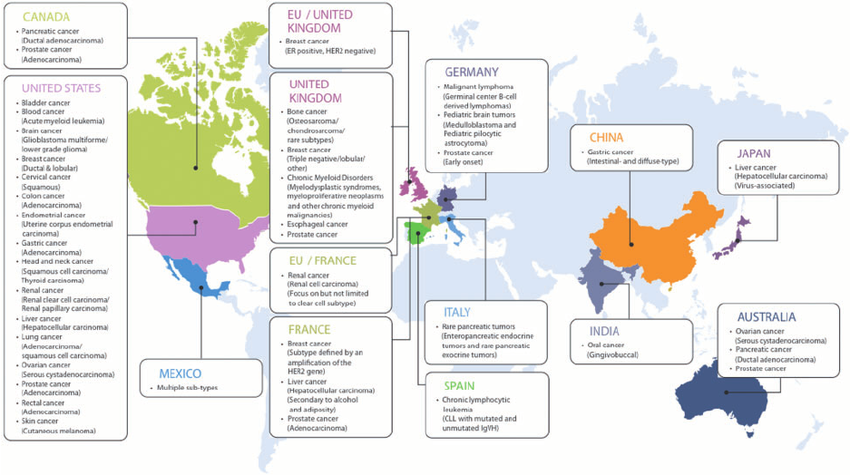 CANADA
• Pancreatic cancer
(Ductal adenocarcinoma)
• Prostate cancer
(Adenocarcinoma)
UNITED STATES
• Bladder cancer
• Blood cancer
(Acute myeloid leukemia)
• Brain cancer
(Glioblastoma multiforme/
lower grade glioma)
• Breast cancer
(Ductal & lobular)
• Cervical cancer
(Squamous)
• Colon cancer
(Adenocarcinoma)
• Endometrial cancer
(Uterine corpus endometrial
carcinoma)
• Gastric cancer
(Adenocarcinoma)
• Head and neck cancer
(Squamous cell carcinoma/
Thyroid carcinoma)
• Renal cancer
(Renal clear cell carcinoma/
Renal papillary carcinoma)
• Liver cancer
(Hepatocellular carcinoma)
• Lung cancer
(Adenocarcinoma/
squamous cell carcinoma)
• Ovarian cancer
(Serous cystadenocarcinoma)
• Prostate cancer
(Adenocarcinoma)
• Rectal cancer
(Adenocarcinoma)
• Skin cancer
(Cutaneous melanoma)
MEXICO
• Multiple sub-types
EU / UNITED
KINGDOM
• Breast cancer
(ER positive, HER2 negative)
UNITED
KINGDOM
• Bone cancer
(Osteosarcoma/
chondrosarcoma/
rare subtypes)
• Breast cancer
(Triple negative/lobular/
other)
• Chronic Myeloid Disorders
(Myelodysplastic syndromes,
myeloproliferative neoplasms
and other chronic myeloid
malignancies)
• Esophageal cancer
• Prostate cancer
EU / FRANCE
• Renal cancer
(Renal cell carcinoma)
(Focus on but not limited
to clear cell subtype)
FRANCE
• Breast cancer
(Subtype defined by an
amplification of the
HER2 gene)
• Liver cancer
(Hepatocellular carcinoma)
(Secondary to alcohol
and adiposity)
• Prostate cancer
(Adenocarcinoma)
GERMANY
• Malignant lymphoma
(Germinal center B-cell
derived lymphomas)
• Pediatric brain tumors
(Medulloblastoma and
Pediatric pilocytic
astrocytoma)
• Prostate cancer
(Early onset)
ITALY
• Rare pancreatic tumors
(Enteropancreatic endocrine
tumors and rare pancreatic
exocrine tumors)
SPAIN
• Chronic lymphocytic
leukemia
(CLL with mutated and
unmutated IgVH)
CHINA
• Gastric cancer
(Intestinal- and diffuse-type)
JAPAN
• Liver cancer
(Hepatocellular carcinoma)
(Virus-associated)
INDIA
• Oral cancer
(Gingivobuccal)
AUSTRALIA
• Ovarian cancer
(Serous cystadenocarcinoma)
• Pancreatic cancer
(Ductal adenocarcinoma)
• Prostate cancer